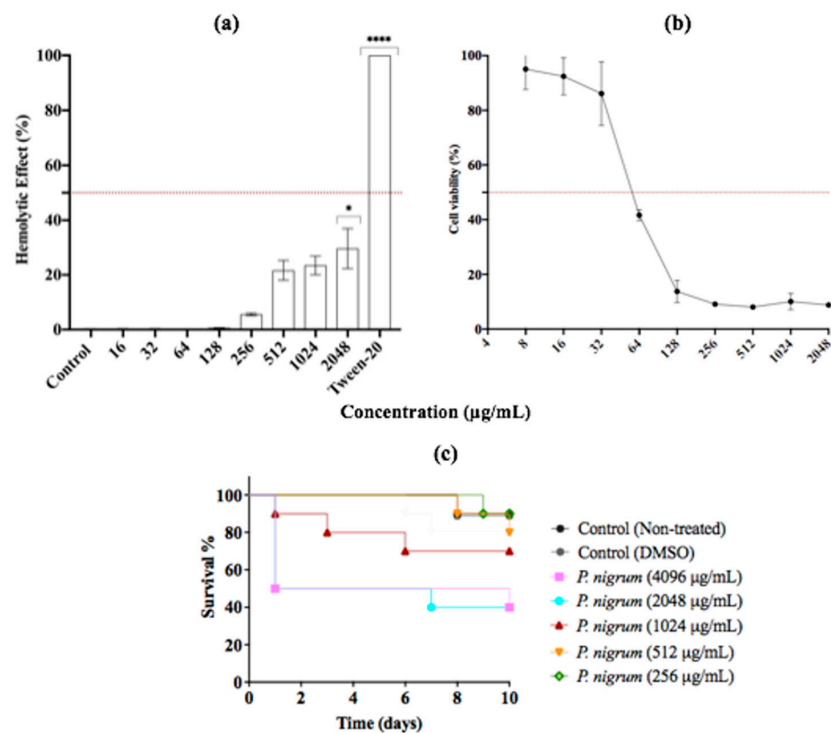 (a)
(b)
Hemolytic Effect (%)
100
80
60
40
20
0
****
*
Control
16
32
64
128
256
512
1024
2048
Tween-20
Cell viability (%)
100
80
60
40
20
0
4
8
16
32
64
128
256
512
1024
2048
Concentration (µg/mL)
(c)
Survival %
100
80
60
40
20
0
0 2 4 6 8 10
Time (days)
Control (Non-treated)
Control (DMSO)
P. nigrum (4096 µg/mL)
P. nigrum (2048 µg/mL)
P. nigrum (1024 µg/mL)
P. nigrum (512 µg/mL)
P. nigrum (256 µg/mL)